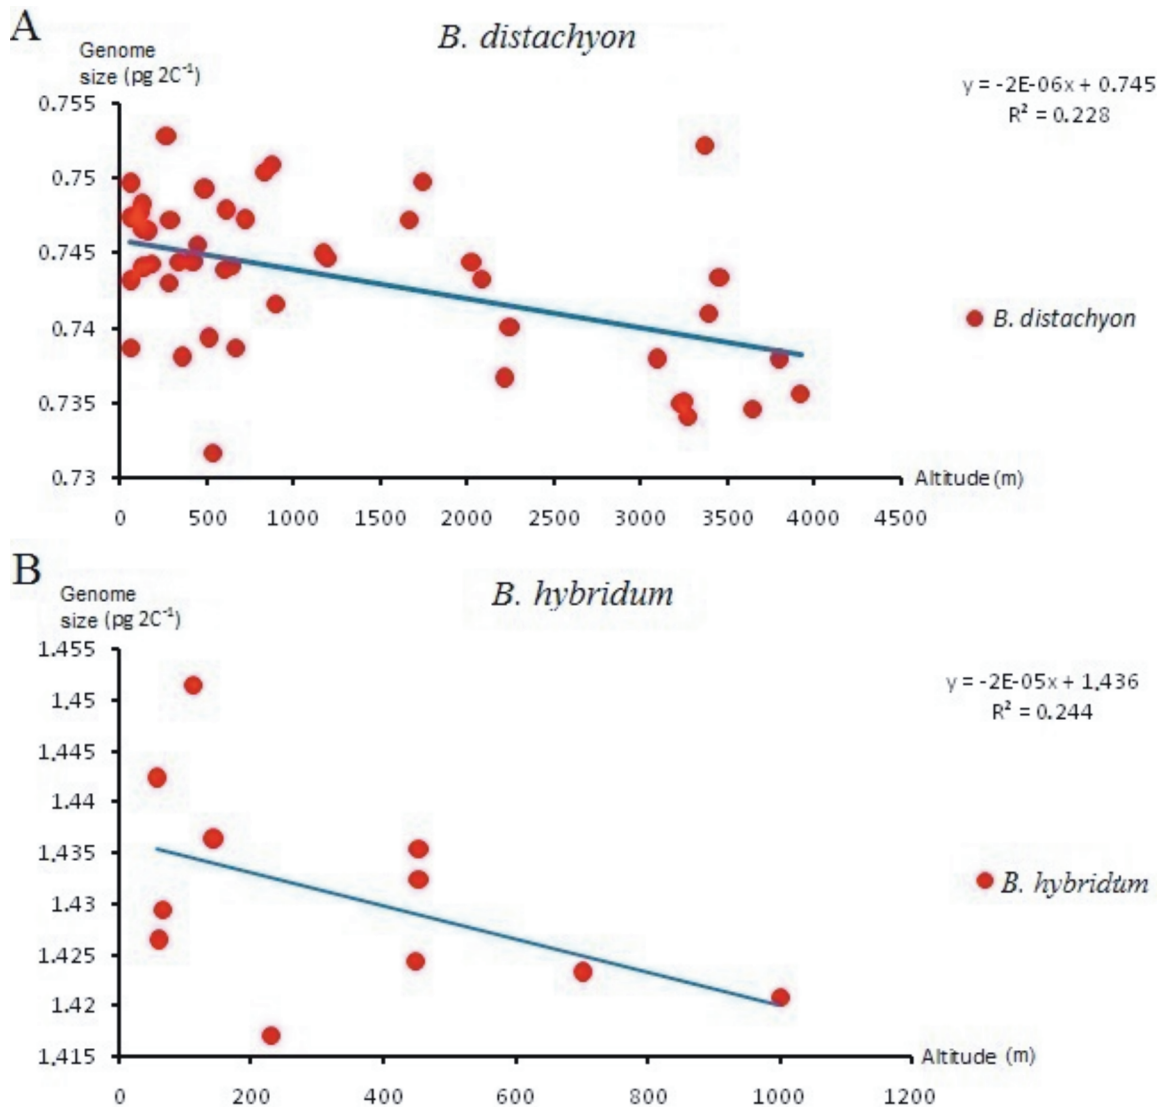 A
B. distachyon
Genome
size (pg 2C⁻¹)
y = -2E-06x + 0.745
R² = 0.228
0.755
0.75
0.745
0.74
0.735
0.73
B. distachyon
Altitude (m)
0 500 1000 1500 2000 2500 3000 3500 4000 4500
B
B. hybridum
Genome
size (pg 2C⁻¹)
y = -2E-05x + 1,436
R² = 0.244
1,455
1,45
1,445
1,44
1,435
1,43
1,425
1,42
1,415
B. hybridum
Altitude (m)
0 200 400 600 800 1000 1200